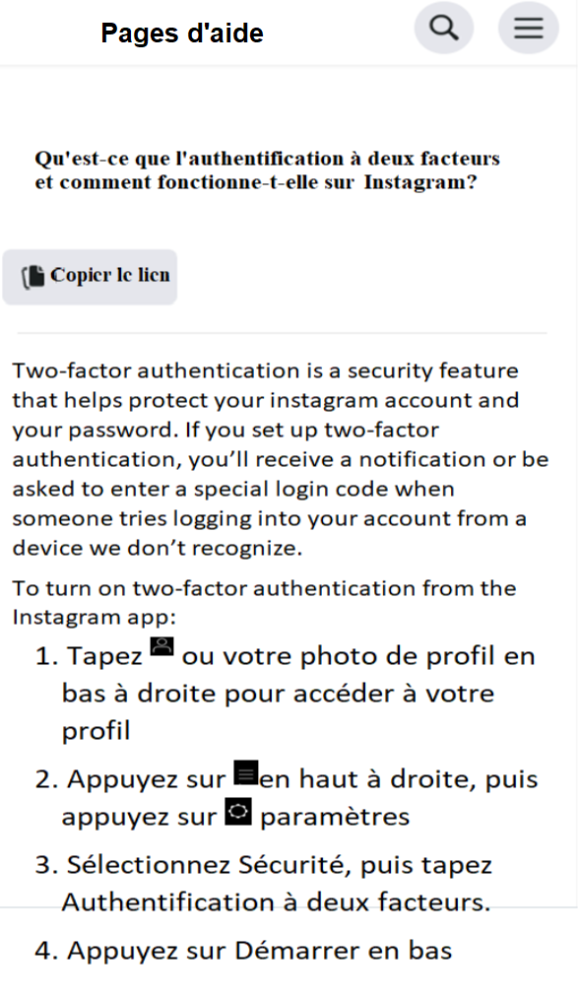 Pages d'aide
Qu'est-ce que l'authentification à deux facteurs
et comment fonctionne-t-elle sur Instagram?
Copier le lien
Two-factor authentication is a security feature
that helps protect your instagram account and
your password. If you set up two-factor
authentication, you’ll receive a notification or be
asked to enter a special login code when
someone tries logging into your account from a
device we don’t recognize.
To turn on two-factor authentication from the
Instagram app:
1. Tapez ou votre photo de profil en
bas à droite pour accéder à votre
profil
2. Appuyez sur en haut à droite, puis
appuyez sur paramètres
3. Sélectionnez Sécurité, puis tapez
Authentification à deux facteurs.
4. Appuyez sur Démarrer en bas